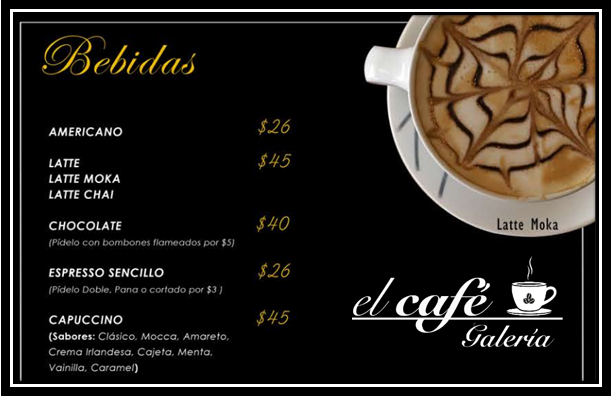 Bebidas
AMERICANO $26
LATTE $45
LATTE MOKA
LATTE CHAI
CHOCOLATE $40
(Pídelo con bombones flameados por $5)
ESPRESSO SENCILLO $26
(Pídelo Doble, Pana o cortado por $3 )
CAPUCCINO $45
(Sabores: Clásico, Mocca, Amareto,
Crema Irlandesa, Cajeta, Menta,
Vainilla, Caramel)
Latte Moka
el café
Galería